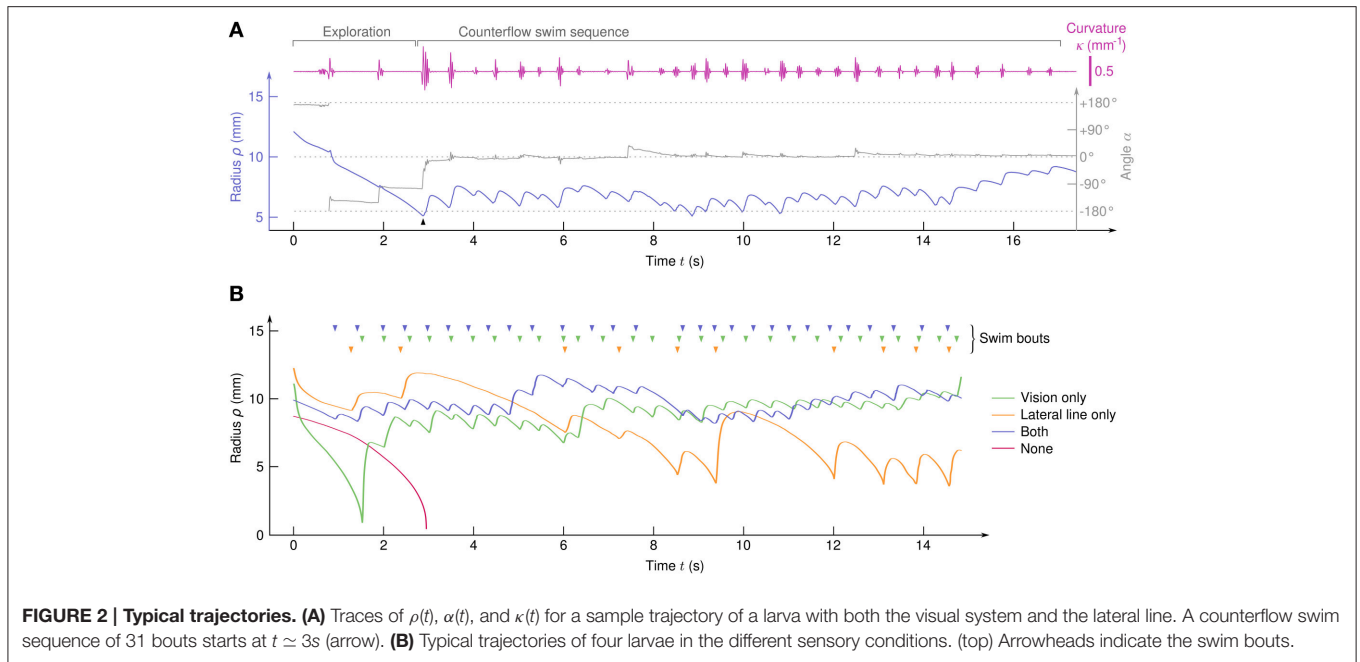 A
Exploration
Counterflow swim sequence
Curvature
κ (mm-1)
0.5
15
10
5
Radius ρ (mm)
+180°
+90°
0°
-90°
-180°
Angle α
0 2 4 6 8 10 12 14 16
Time t (s)
B
15
10
5
0
Radius ρ (mm)
Swim bouts
Vision only
Lateral line only
Both
None
0 2 4 6 8 10 12 14
Time t (s)
FIGURE 2 | Typical trajectories. (A) Traces of ρ(t), α(t), and κ(t) for a sample trajectory of a larva with both the visual system and the lateral line. A counterflow swim
sequence of 31 bouts starts at t ≃ 3s (arrow). (B) Typical trajectories of four larvae in the different sensory conditions. (top) Arrowheads indicate the swim bouts.